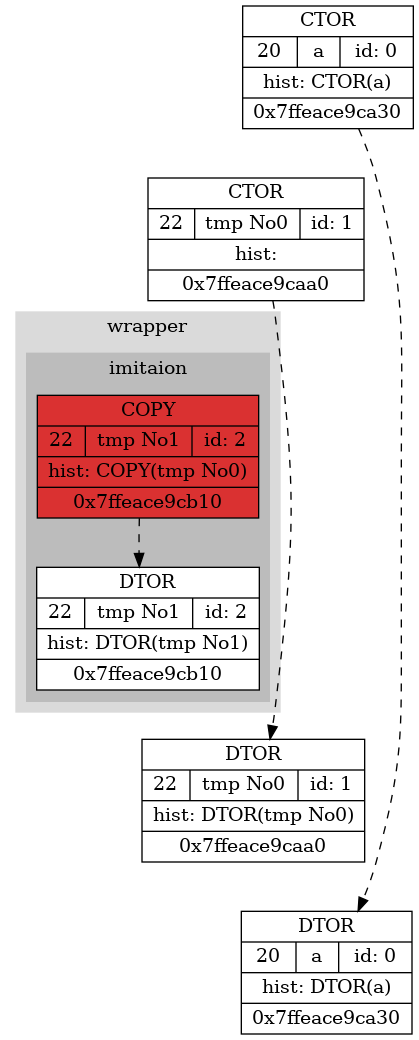 CTOR
20 a id: 0
hist: CTOR(a)
0x7ffeace9ca30
CTOR
22 tmp No0 id: 1
hist:
0x7ffeace9caa0
wrapper
imitaion
COPY
22 tmp No1 id: 2
hist: COPY(tmp No0)
0x7ffeace9cb10
DTOR
22 tmp No1 id: 2
hist: DTOR(tmp No1)
0x7ffeace9cb10
DTOR
22 tmp No0 id: 1
hist: DTOR(tmp No0)
0x7ffeace9caa0
DTOR
20 a id: 0
hist: DTOR(a)
0x7ffeace9ca30